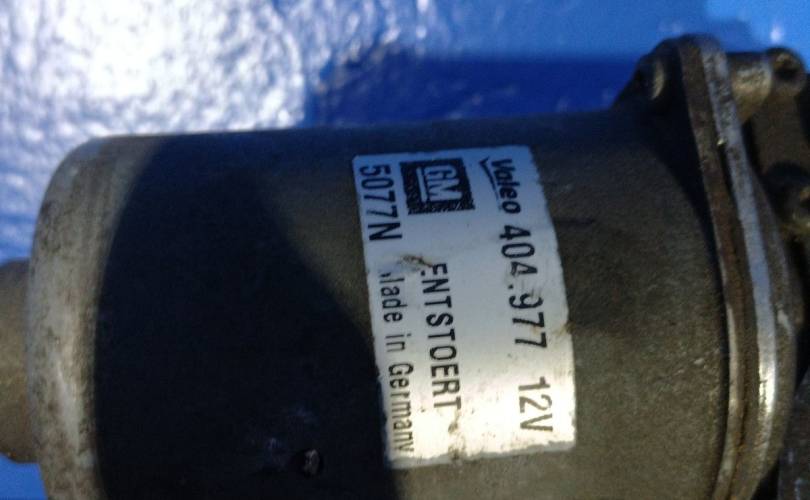 Valeo 404.977 12V
GM ENTSTOERT
5077N Made in Germany